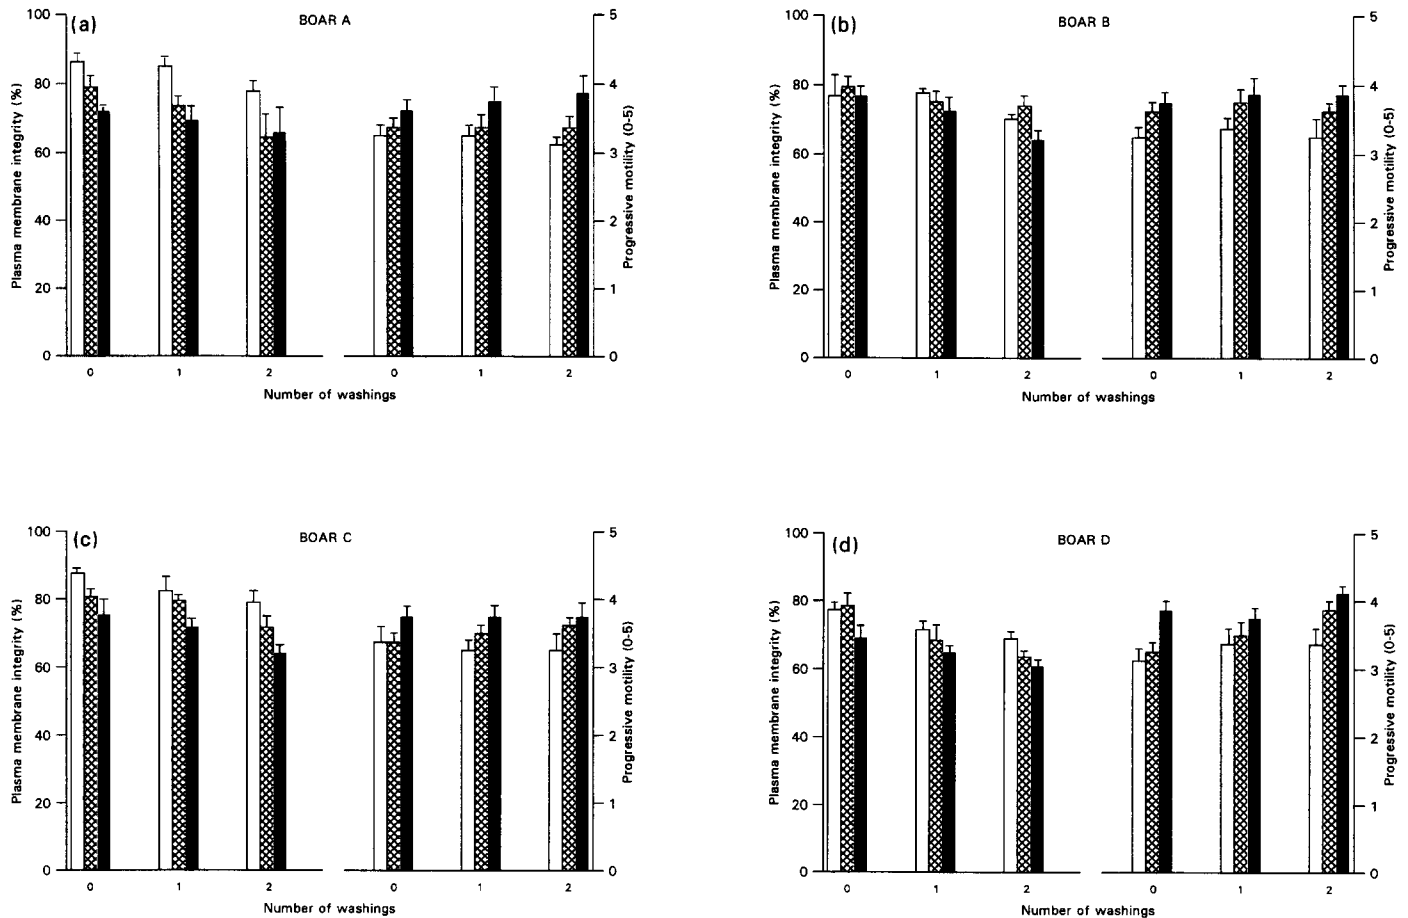 (a) BOAR A
100
80
60
40
20
0
Plasma membrane integrity (%)
5
4
3
2
1
0
Progressive motility (0-5)
0 1 2 0 1 2
Number of washings
(b) BOAR B
100
80
60
40
20
0
Plasma membrane integrity (%)
5
4
3
2
1
0
Progressive motility (0-5)
0 1 2 0 1 2
Number of washings
(c) BOAR C
100
80
60
40
20
0
Plasma membrane integrity (%)
5
4
3
2
1
0
Progressive motility (0-5)
0 1 2 0 1 2
Number of washings
(d) BOAR D
100
80
60
40
20
0
Plasma membrane integrity (%)
5
4
3
2
1
0
Progressive motility (0-5)
0 1 2 0 1 2
Number of washings